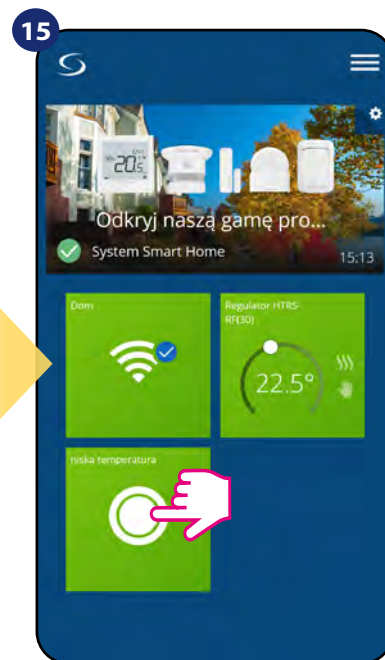 15
Odkryj naszą gamę pro...
System Smart Home
15:13
Dom
Regulator HTRS-
RF(30)
22.5°
niska temperatura